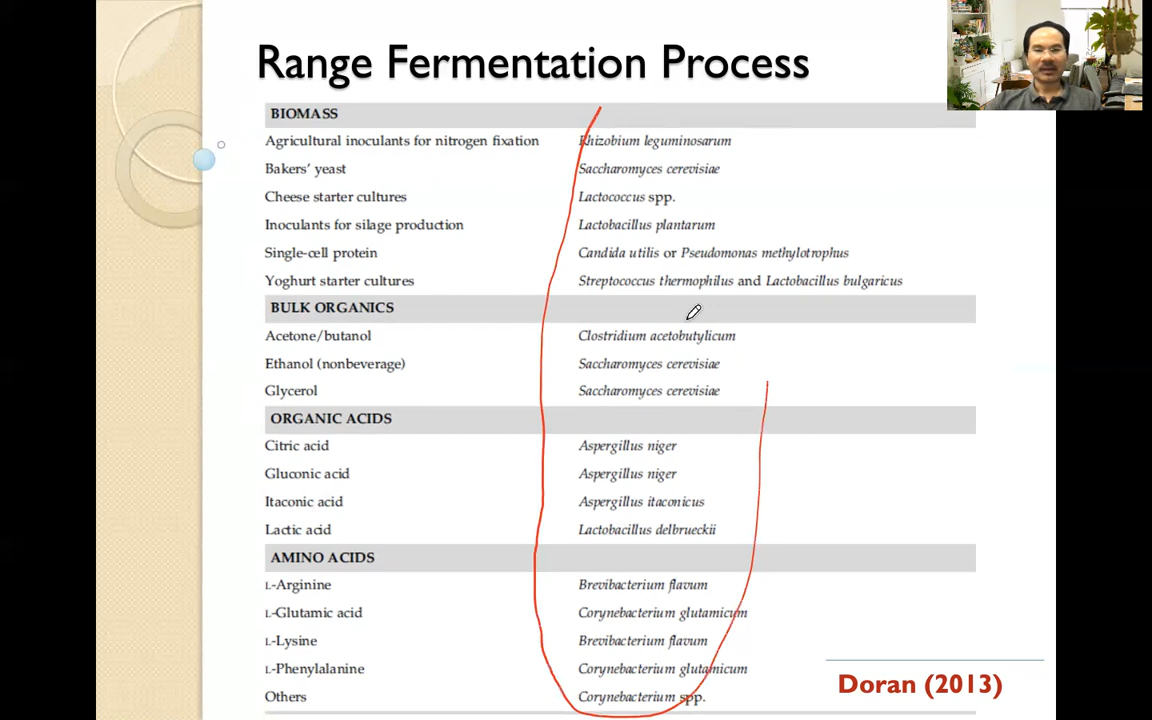 Range Fermentation Process
BIOMASS
Agricultural inoculants for nitrogen fixation Rhizobium leguminosarum
Bakers’ yeast Saccharomyces cerevisiae
Cheese starter cultures Lactococcus spp.
Inoculants for silage production Lactobacillus plantarum
Single-cell protein Candida utilis or Pseudomonas methylotrophus
Yoghurt starter cultures Streptococcus thermophilus and Lactobacillus bulgaricus
BULK ORGANICS
Acetone/butanol Clostridium acetobutylicum
Ethanol (nonbeverage) Saccharomyces cerevisiae
Glycerol Saccharomyces cerevisiae
ORGANIC ACIDS
Citric acid Aspergillus niger
Gluconic acid Aspergillus niger
Itaconic acid Aspergillus itaconicus
Lactic acid Lactobacillus delbrueckii
AMINO ACIDS
L-Arginine Brevibacterium flavum
L-Glutamic acid Corynebacterium glutamicum
L-Lysine Brevibacterium flavum
L-Phenylalanine Corynebacterium glutamicum
Others Corynebacterium spp.
Doran (2013)